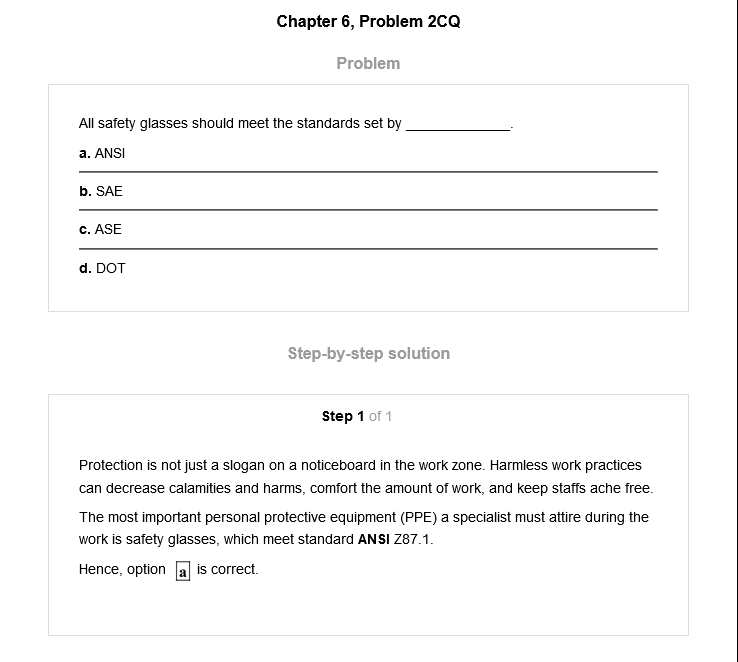 Chapter 6, Problem 2CQ
Problem
All safety glasses should meet the standards set by ______________.
a. ANSI
b. SAE
c. ASE
d. DOT
Step-by-step solution
Step 1 of 1
Protection is not just a slogan on a noticeboard in the work zone. Harmless work practices
can decrease calamities and harms, comfort the amount of work, and keep staffs ache free.
The most important personal protective equipment (PPE) a specialist must attire during the
work is safety glasses, which meet standard ANSI Z87.1.
Hence, option a is correct.